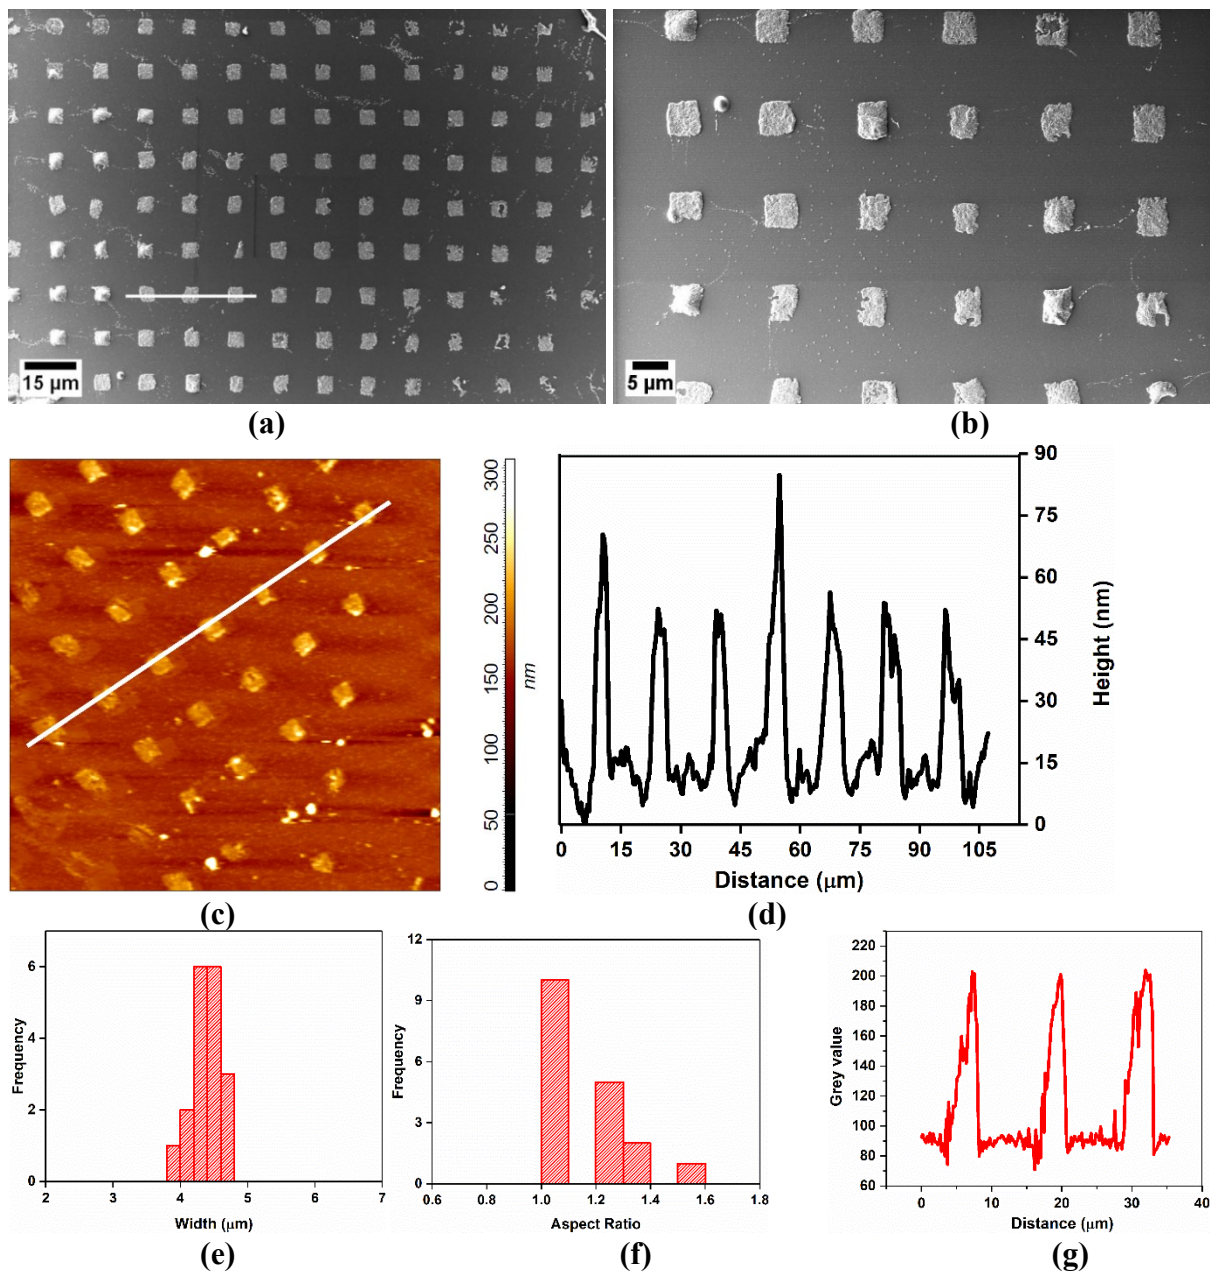 15 µm
5 µm
(a)
(b)
300
250
200
150
100
50
0
nm
90
75
60
45
30
15
0
Height (nm)
0 15 30 45 60 75 90 105
Distance (µm)
(c)
(d)
6
4
2
0
Frequency
2 3 4 5 6 7
Width (µm)
12
9
6
3
0
Frequency
0.6 0.8 1.0 1.2 1.4 1.6 1.8
Aspect Ratio
220
200
180
160
140
120
100
80
60
Grey value
0 10 20 30 40
Distance (µm)
(e)
(f)
(g)